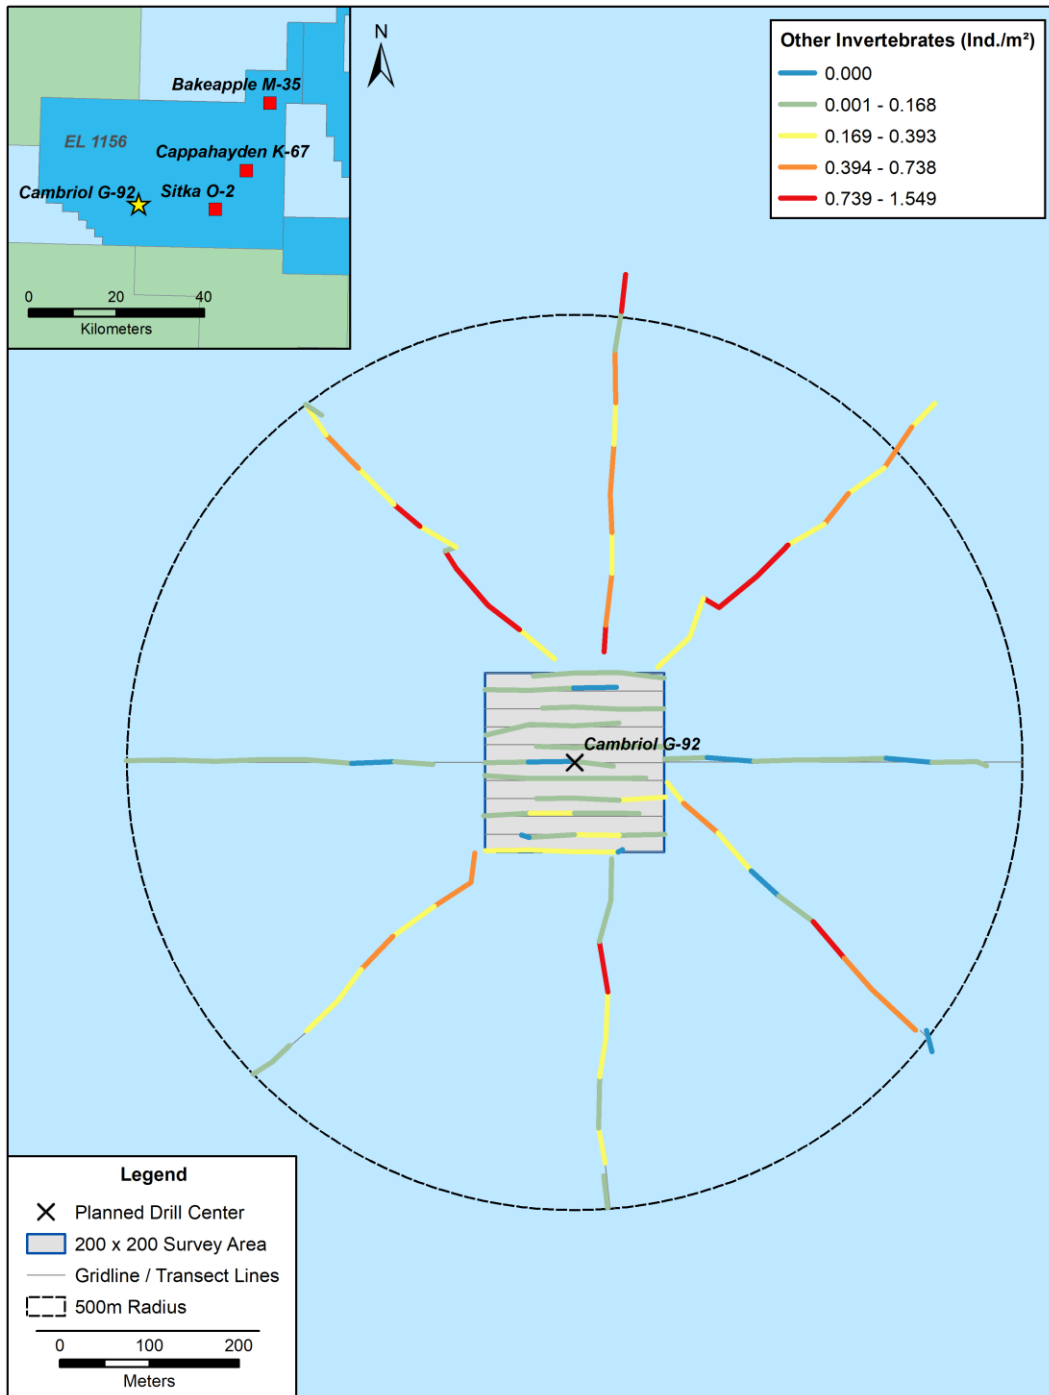 Bakeapple M-35
EL 1156
Cappahayden K-67
Cambriol G-92
Sitka O-2
0 20 40
Kilometers
N
Other Invertebrates (Ind./m²)
0.000
0.001 - 0.168
0.169 - 0.393
0.394 - 0.738
0.739 - 1.549
Cambriol G-92
Legend
Planned Drill Center
200 x 200 Survey Area
Gridline / Transect Lines
500m Radius
0 100 200
Meters